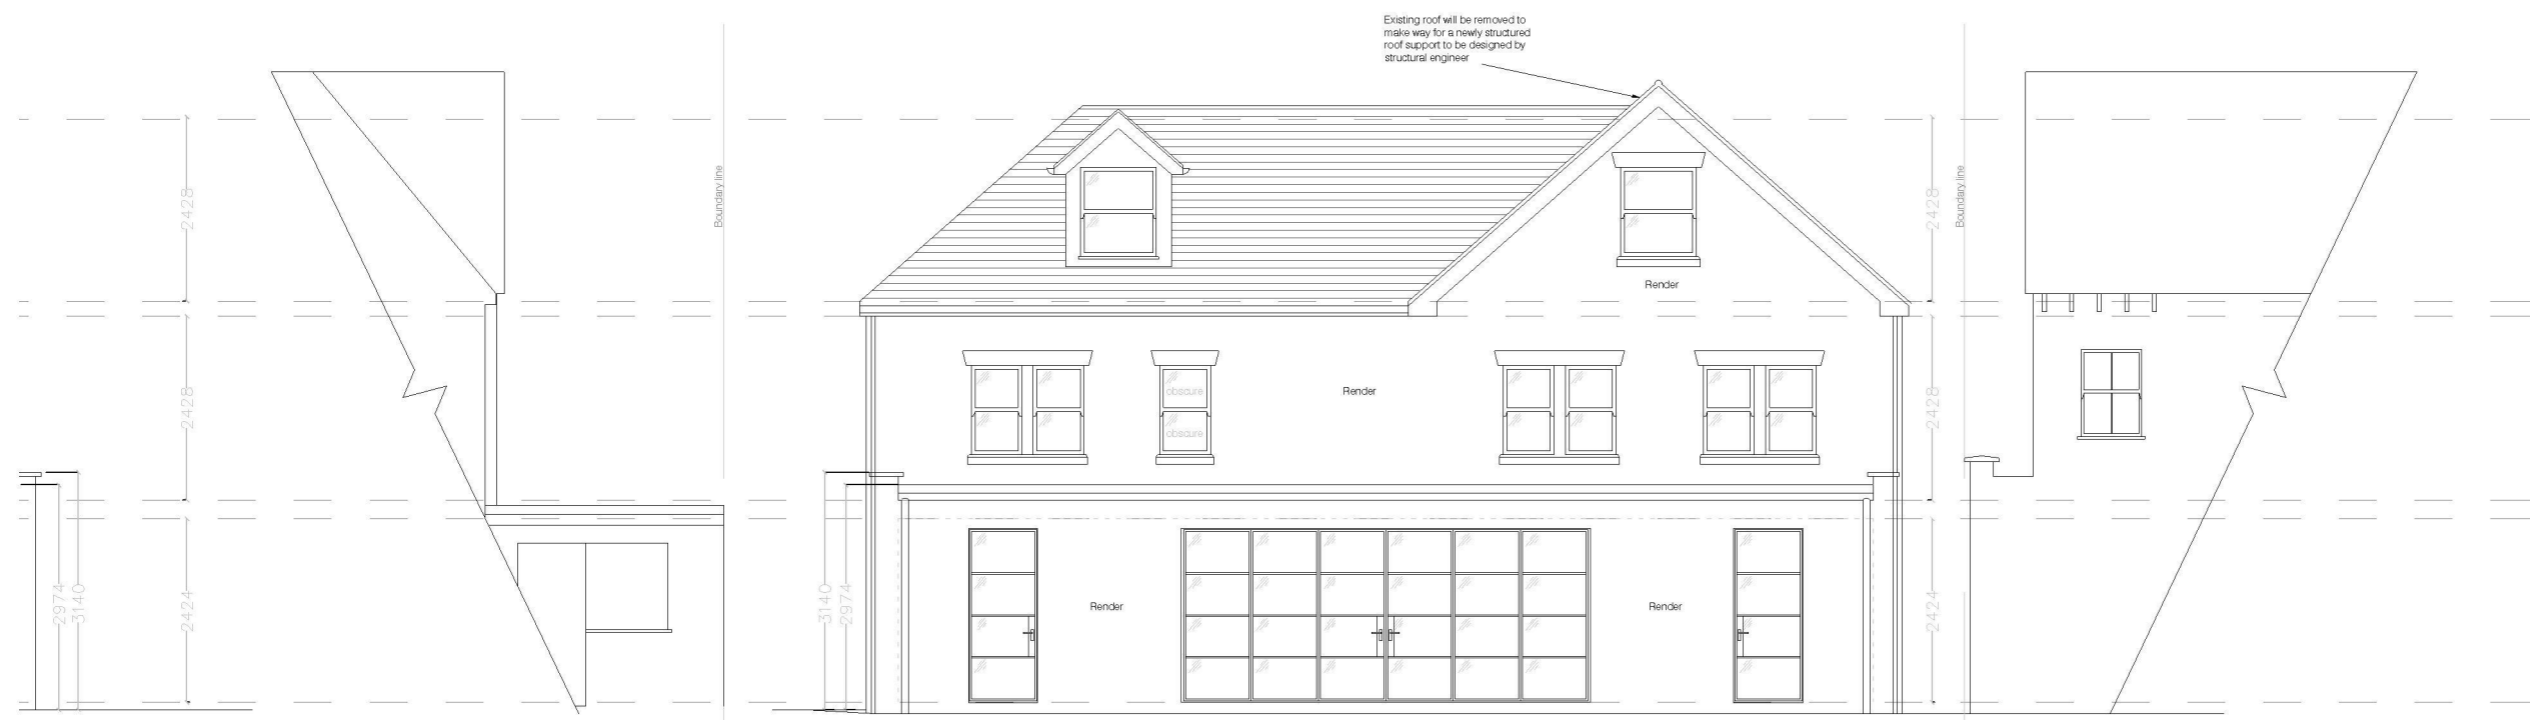 Existing roof will be removed to
make way for a newly structured
roof support to be designed by
structural engineer
2428
2428
2424
2974
3140
Boundary line
3140
2974
Render
Render
obscure
obscure
Render
Render
2428
2428
2424
Boundary line